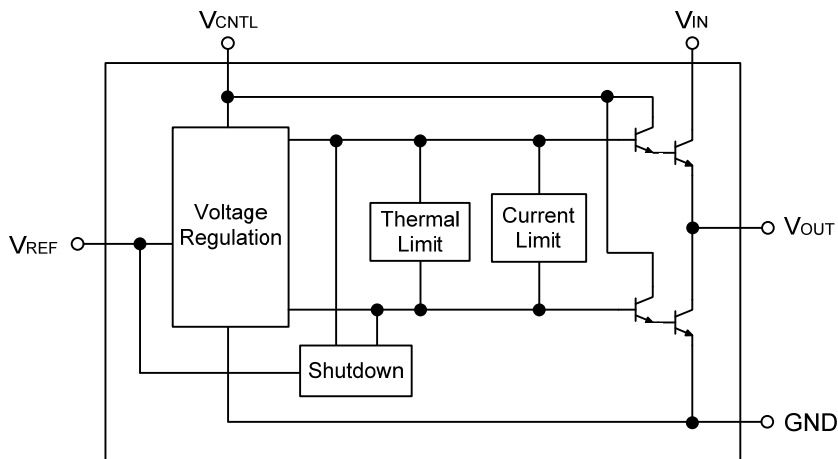 VCNTL
VIN
Voltage
Regulation
Thermal
Limit
Current
Limit
VREF
VOUT
Shutdown
GND